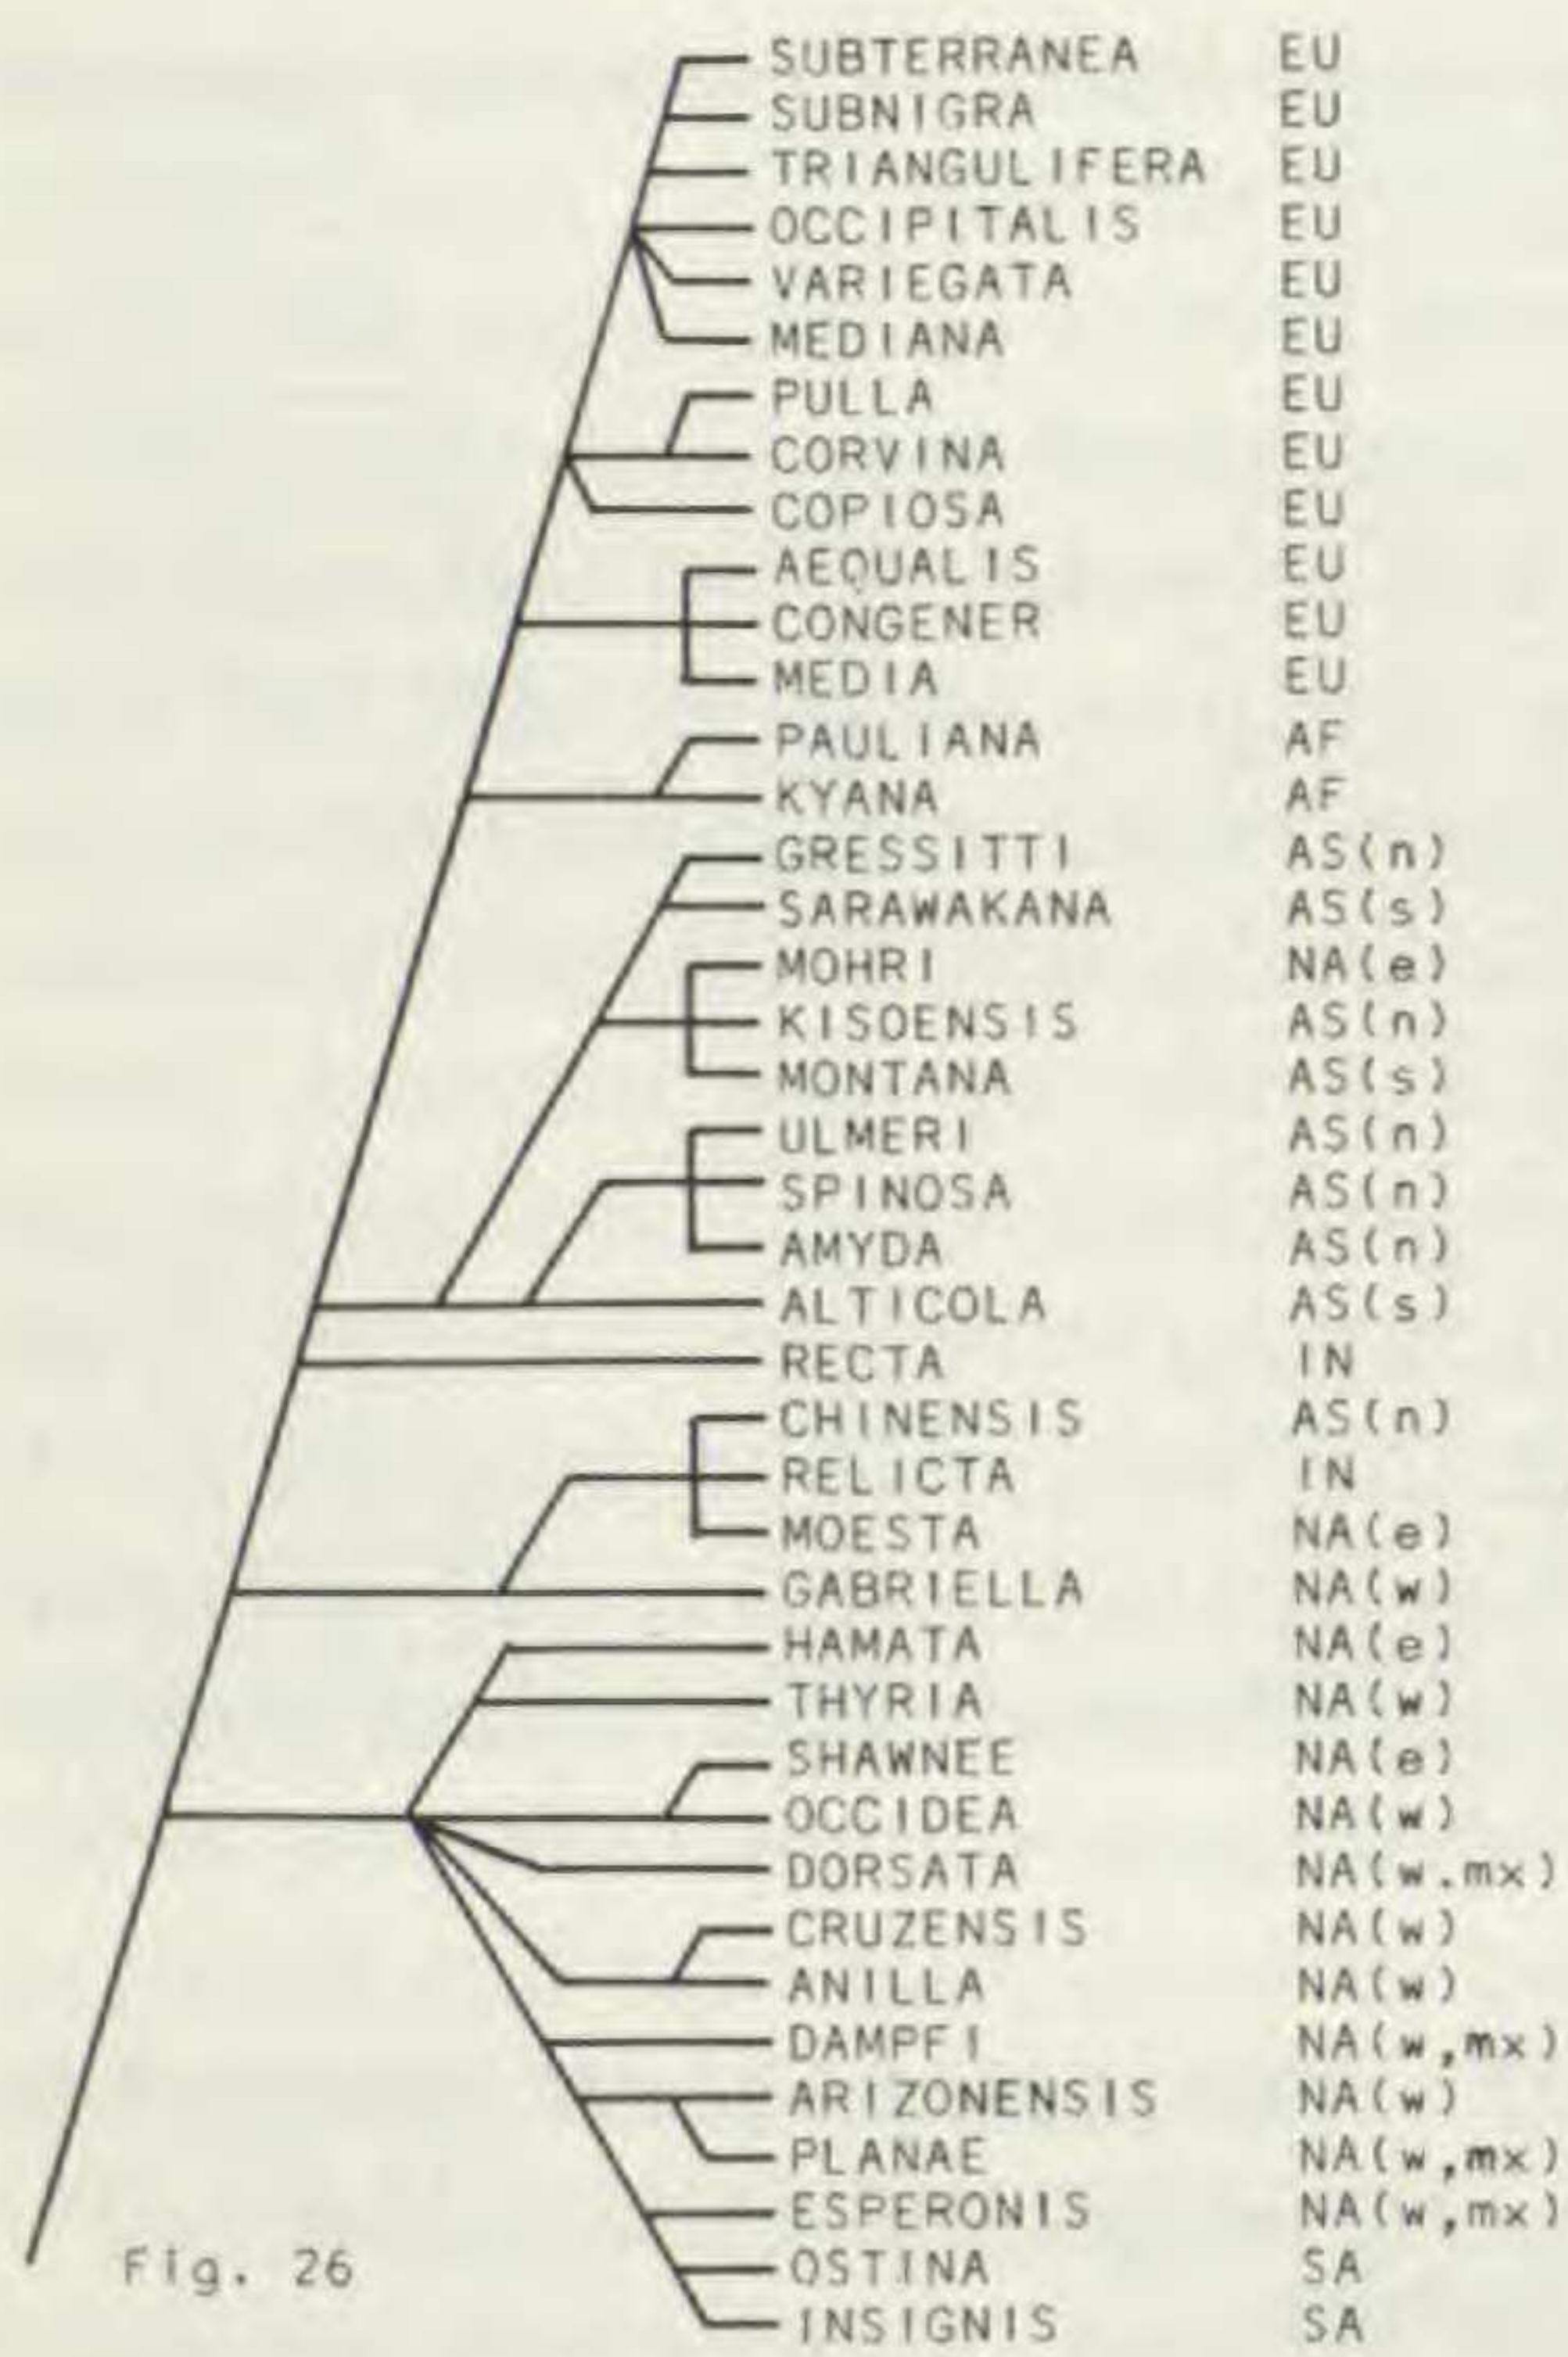 SUBTERRANEA EU
SUBNIGRA EU
TRIANGULIFERA EU
OCCIPITALIS EU
VARIEGATA EU
MEDIANA EU
PULLA EU
CORVINA EU
COPIOSA EU
AEQUALIS EU
CONGENER EU
MEDIA EU
PAULIANA AF
KYANA AF
GRESSITTI AS(n)
SARAWAKANA AS(s)
MOHRI NA(e)
KISOENSIS AS(n)
MONTANA AS(s)
ULMERI AS(n)
SPINOSA AS(n)
AMYDA AS(n)
ALTICOLA AS(s)
RECTA IN
CHINENSIS AS(n)
RELICTA IN
MOESTA NA(e)
GABRIELLA NA(w)
HAMATA NA(e)
THYRIA NA(w)
SHAWNEE NA(e)
OCCIDEA NA(w)
DORSATA NA(w.mx)
CRUZENSIS NA(w)
ANILLA NA(w)
DAMPFI NA(w,mx)
ARIZONENSIS NA(w)
PLANAE NA(w,mx)
ESPERONIS NA(w,mx)
OSTINA SA
INSIGNIS SA
Fig. 26